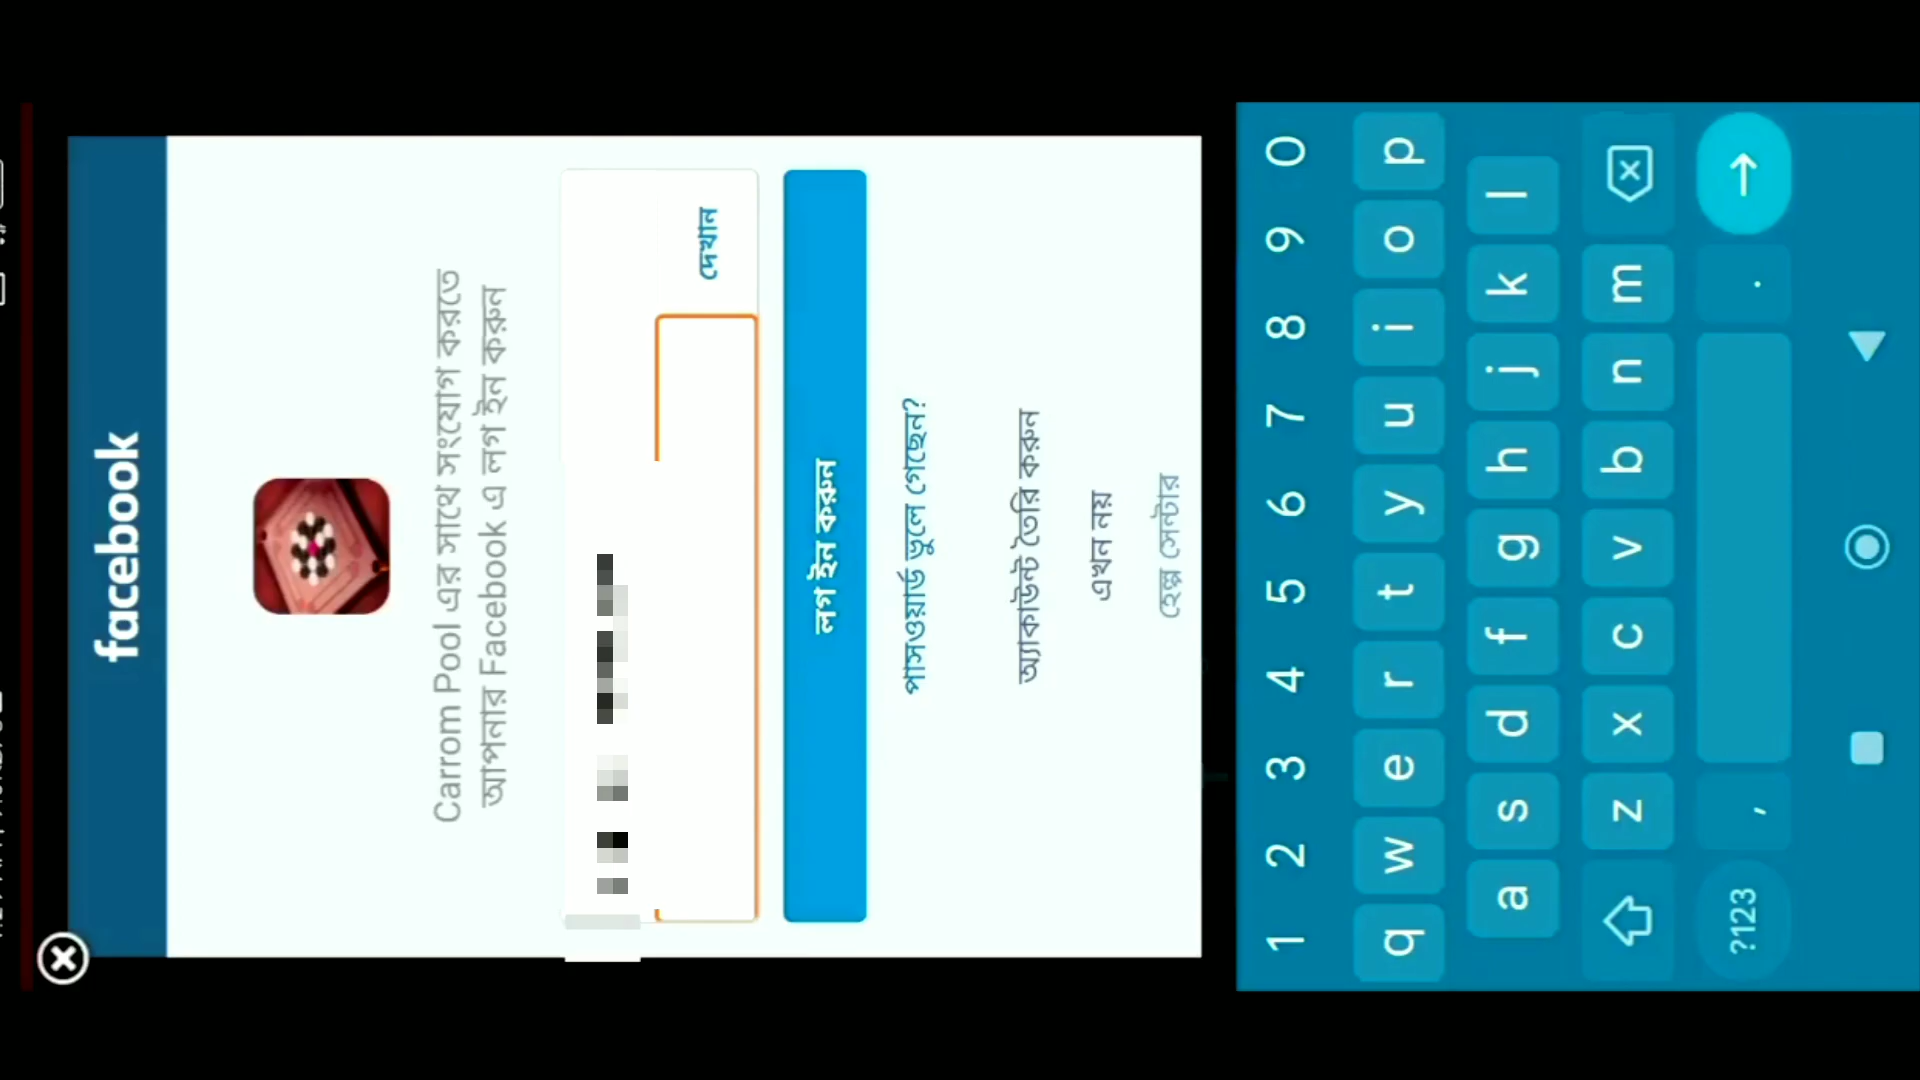 facebook
Carrom Pool এর সাথে সংযোগ করতে
আপনার Facebook এ লগ ইন করুন
দেখান
লগ ইন করুন
পাসওয়ার্ড ভুলে গেছেন?
অ্যাকাউন্ট তৈরি করুন
এখন নয়
হেল্প সেন্টার
1 2 3 4 5 6 7 8 9 0
q w e r t y u i o p
a s d f g h j k l
z x c v b n m
?123 , .